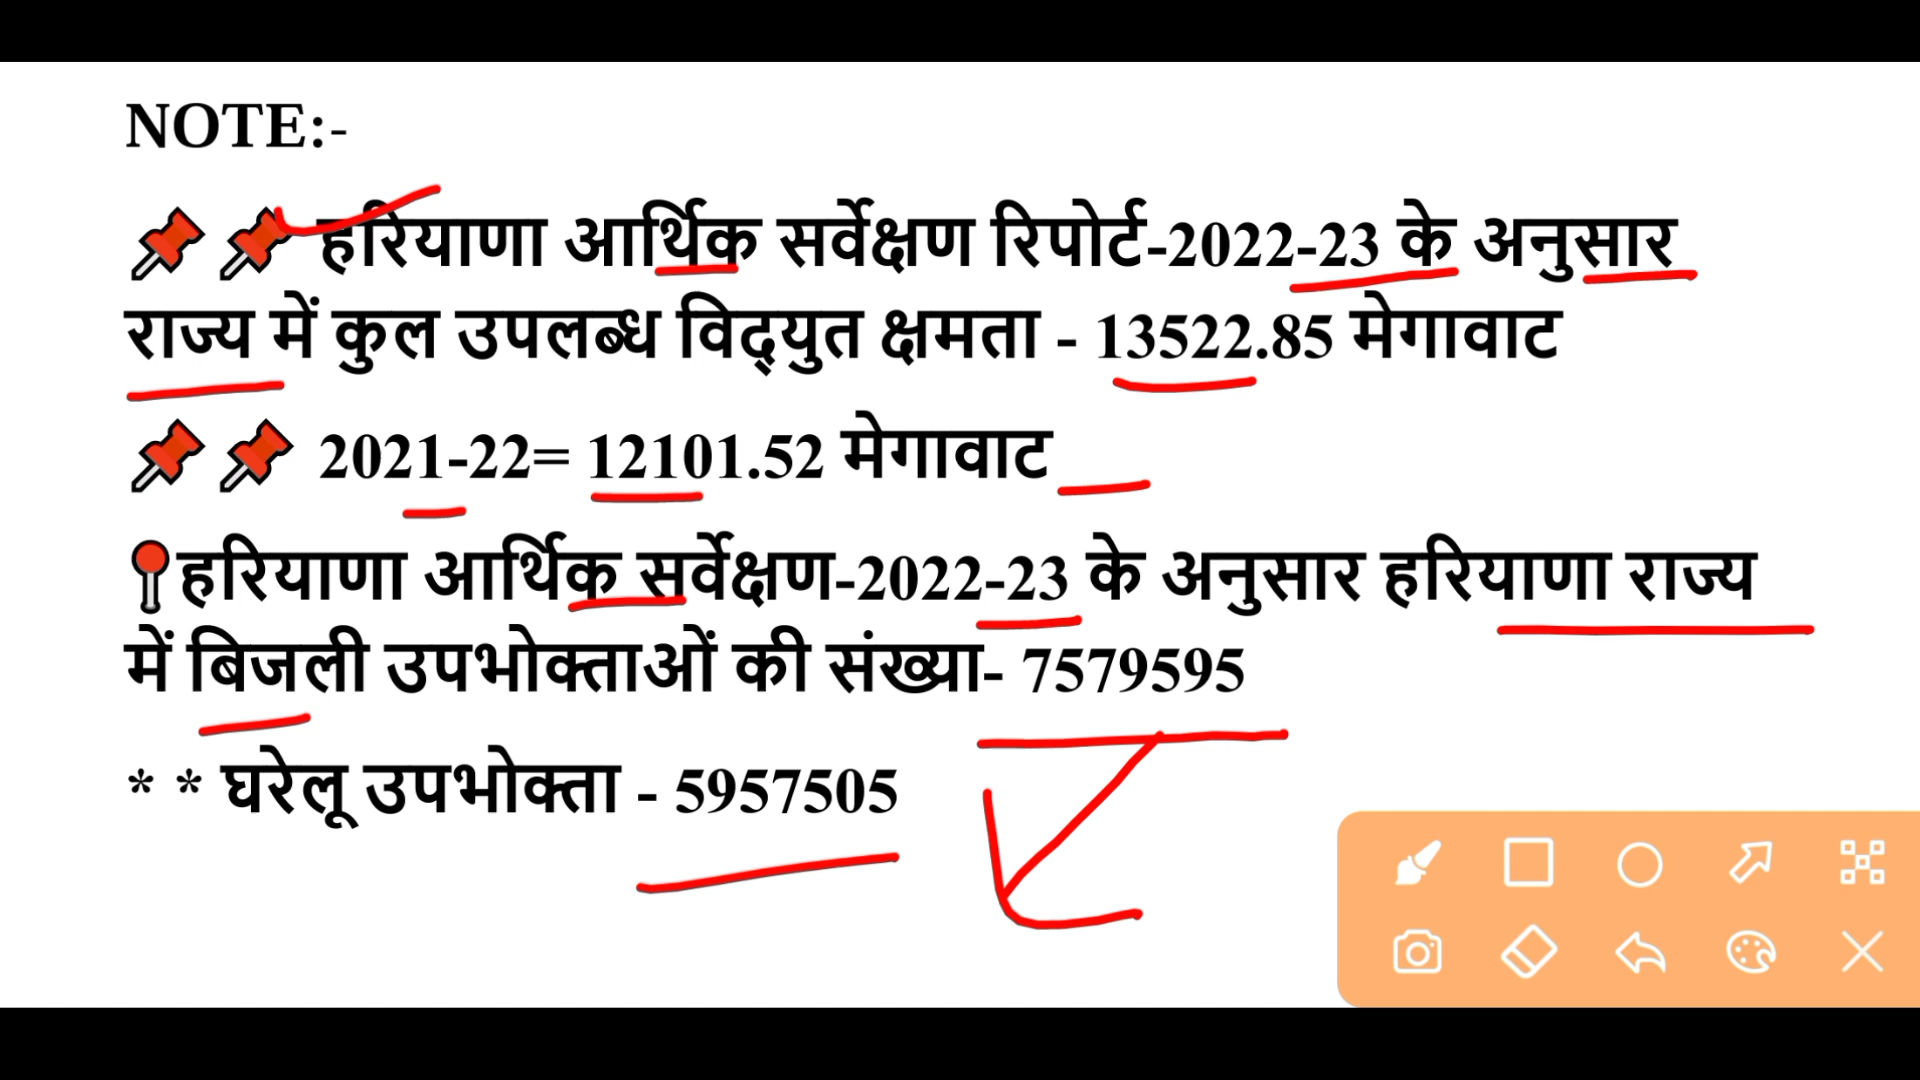 NOTE:-
📌📌 हरियाणा आर्थिक सर्वेक्षण रिपोर्ट-2022-23 के अनुसार
राज्य में कुल उपलब्ध विद्युत क्षमता - 13522.85 मेगावाट
📌📌 2021-22= 12101.52 मेगावाट
📍हरियाणा आर्थिक सर्वेक्षण-2022-23 के अनुसार हरियाणा राज्य
में बिजली उपभोक्ताओं की संख्या- 7579595
* * घरेलू उपभोक्ता - 5957505